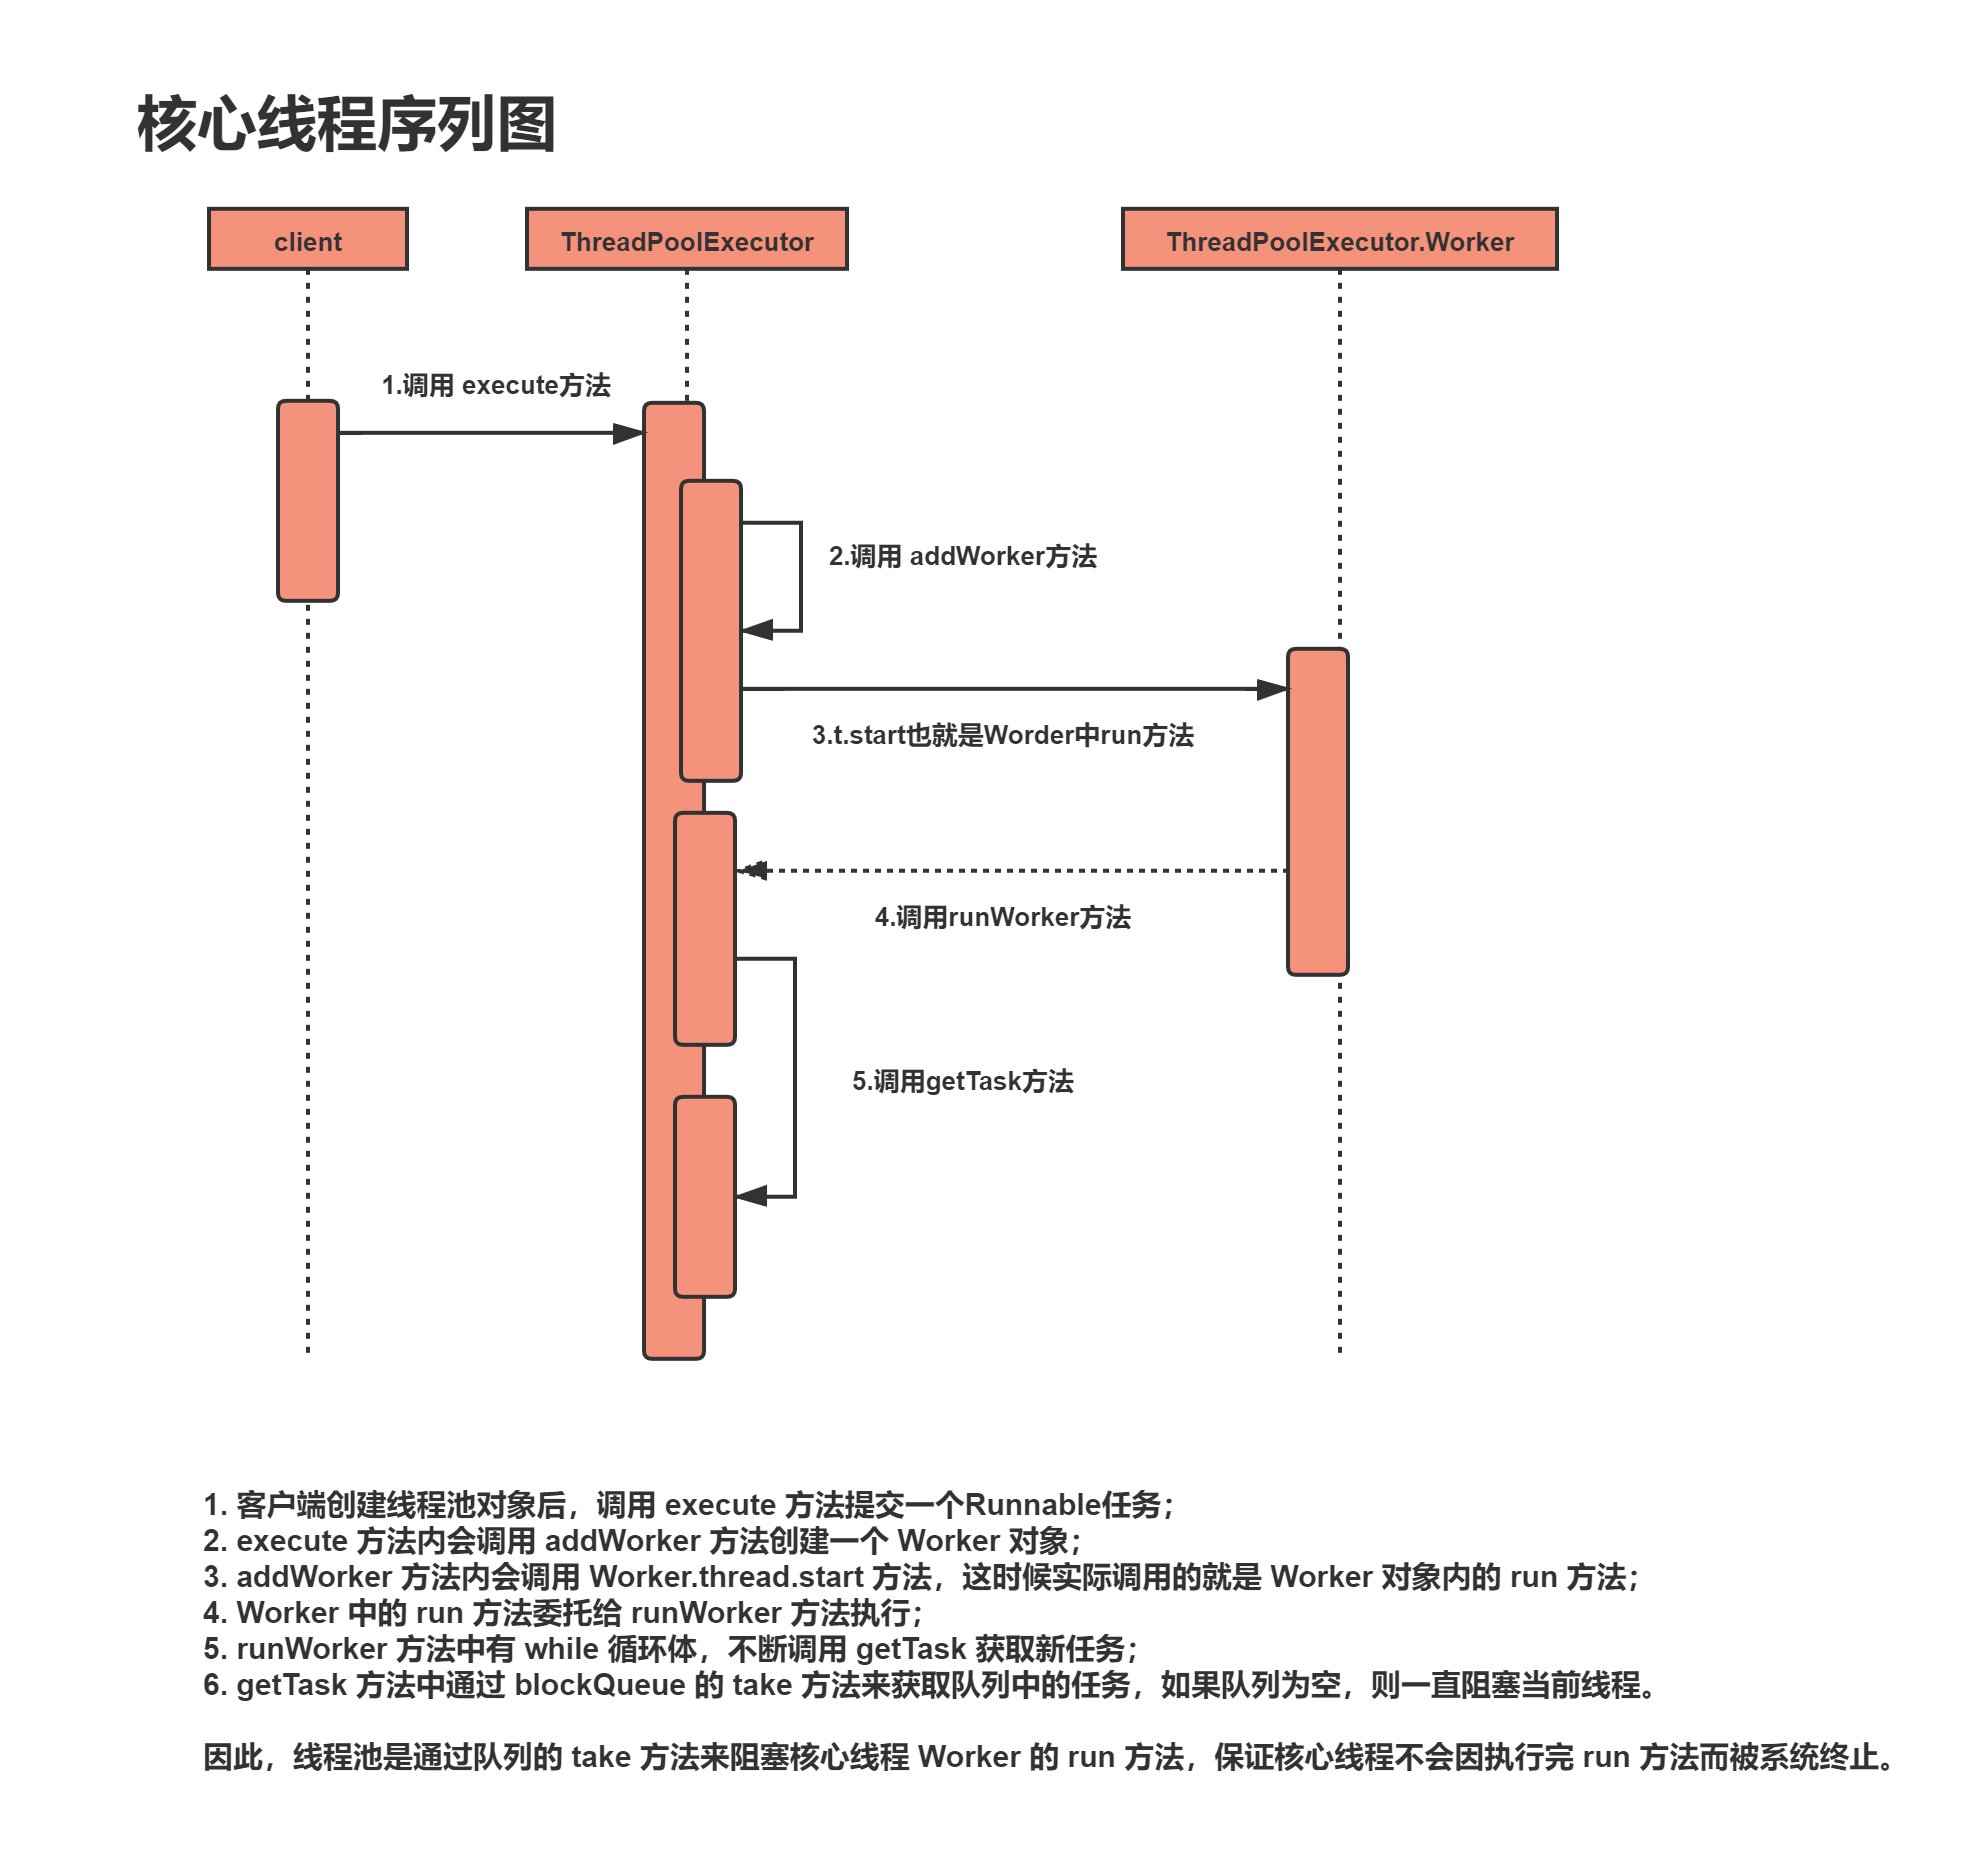 核心线程序列图
client
ThreadPoolExecutor
ThreadPoolExecutor.Worker
1.调用 execute方法
2.调用 addWorker方法
3.t.start也就是Worder中run方法
4.调用runWorker方法
5.调用getTask方法
1. 客户端创建线程池对象后，调用 execute 方法提交一个Runnable任务；
2. execute 方法内会调用 addWorker 方法创建一个 Worker 对象；
3. addWorker 方法内会调用 Worker.thread.start 方法，这时候实际调用的就是 Worker 对象内的 run 方法；
4. Worker 中的 run 方法委托给 runWorker 方法执行；
5. runWorker 方法中有 while 循环体，不断调用 getTask 获取新任务；
6. getTask 方法中通过 blockQueue 的 take 方法来获取队列中的任务，如果队列为空，则一直阻塞当前线程。
因此，线程池是通过队列的 take 方法来阻塞核心线程 Worker 的 run 方法，保证核心线程不会因执行完 run 方法而被系统终止。